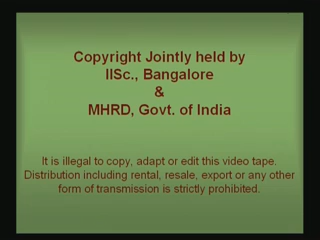 Copyright Jointly held by
IISc., Bangalore
&
MHRD, Govt. of India
It is illegal to copy, adapt or edit this video tape.
Distribution including rental, resale, export or any other
form of transmission is strictly prohibited.